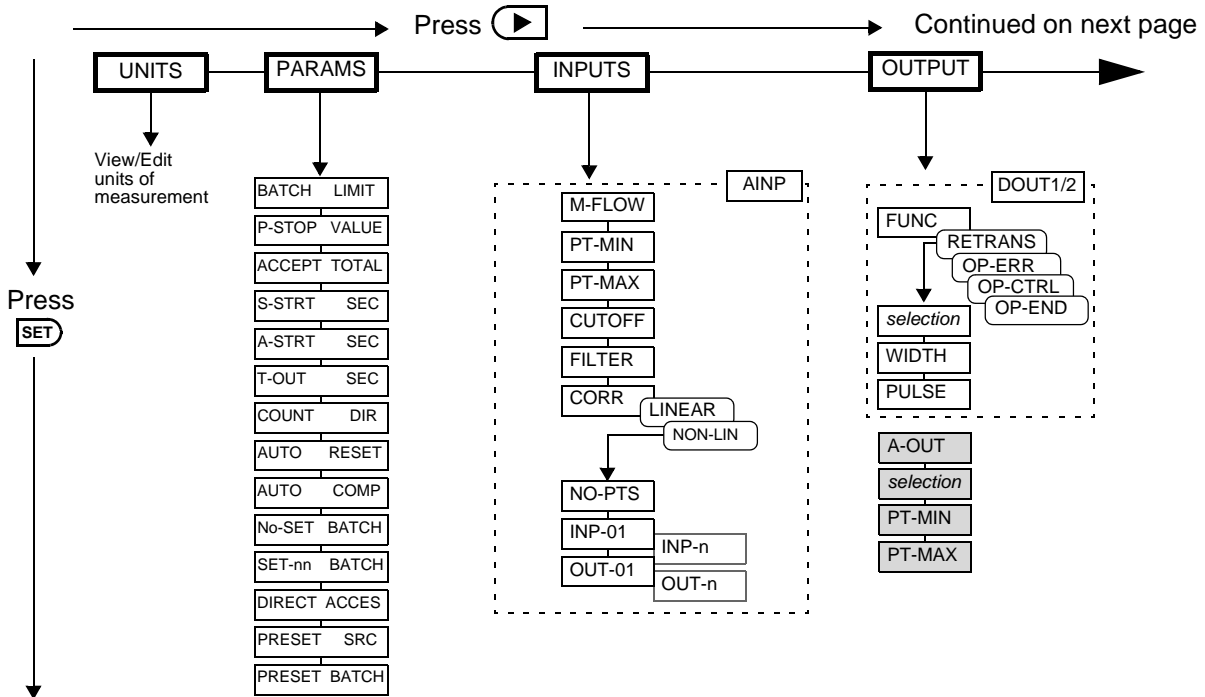 Press
Continued on next page
UNITS
PARAMS
INPUTS
OUTPUT
Press
SET
View/Edit
units of
measurement
BATCH LIMIT
P-STOP VALUE
ACCEPT TOTAL
S-STRT SEC
A-STRT SEC
T-OUT SEC
COUNT DIR
AUTO RESET
AUTO COMP
No-SET BATCH
SET-nn BATCH
DIRECT ACCES
PRESET SRC
PRESET BATCH
AINP
M-FLOW
PT-MIN
PT-MAX
CUTOFF
FILTER
CORR
LINEAR
NON-LIN
NO-PTS
INP-01
INP-n
OUT-01
OUT-n
DOUT1/2
FUNC
RETRANS
OP-ERR
OP-CTRL
OP-END
selection
WIDTH
PULSE
A-OUT
selection
PT-MIN
PT-MAX